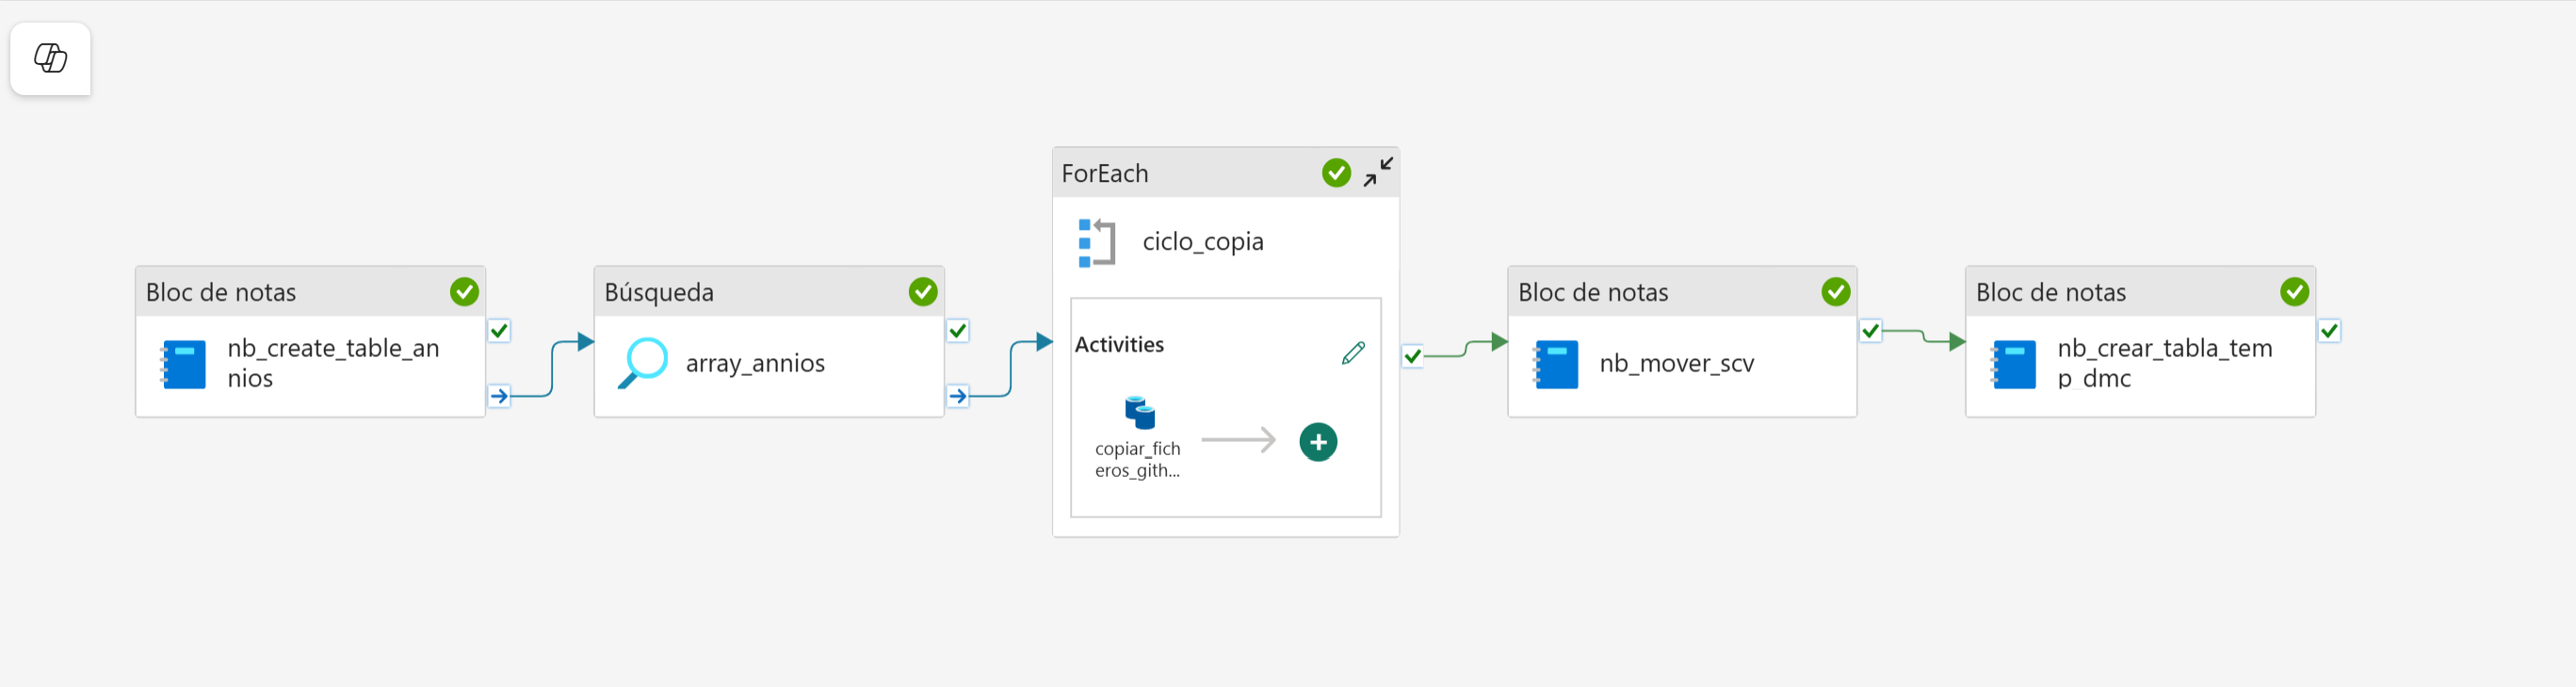 Bloc de notas
nb_create_table_an
nios
Búsqueda
array_annios
ForEach
ciclo_copia
Activities
copiar_fich
eros_gith...
Bloc de notas
nb_mover_scv
Bloc de notas
nb_crear_tabla_tem
p_dmc